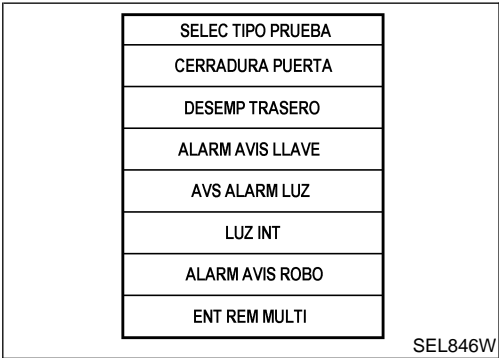 SELEC TIPO PRUEBA
CERRADURA PUERTA
DESEMP TRASERO
ALARM AVIS LLAVE
AVS ALARM LUZ
LUZ INT
ALARM AVIS ROBO
ENT REM MULTI
SEL846W